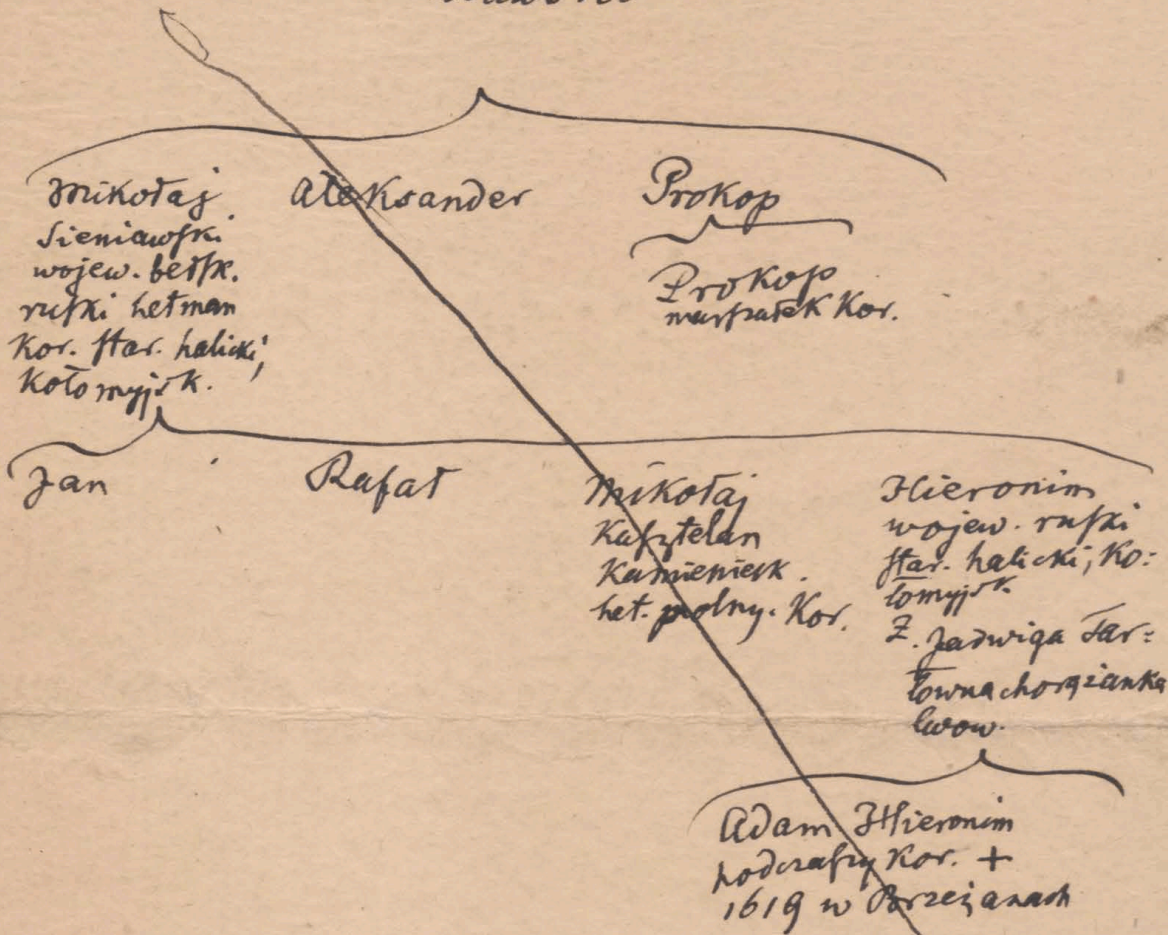 Mikołaj
Sieniawski
wojew. bełsk.
ruski hetman
Kor. star. halicki,
Kołomyjsk.
Aleksander
Prokop
Prokop
marszałek Kor.
Jan
Rafał
Mikołaj
Kasztelan
Kamienieck.
het. polny. Kor.
Hieronim
wojew. ruski
star. halicki, Ko:
łomyjsk.
Ż. Jadwiga Tar:
łowna chorążanka
lwow.
Adam Hieronim
podczaszy Kor. +
1619 w Brzeżanach